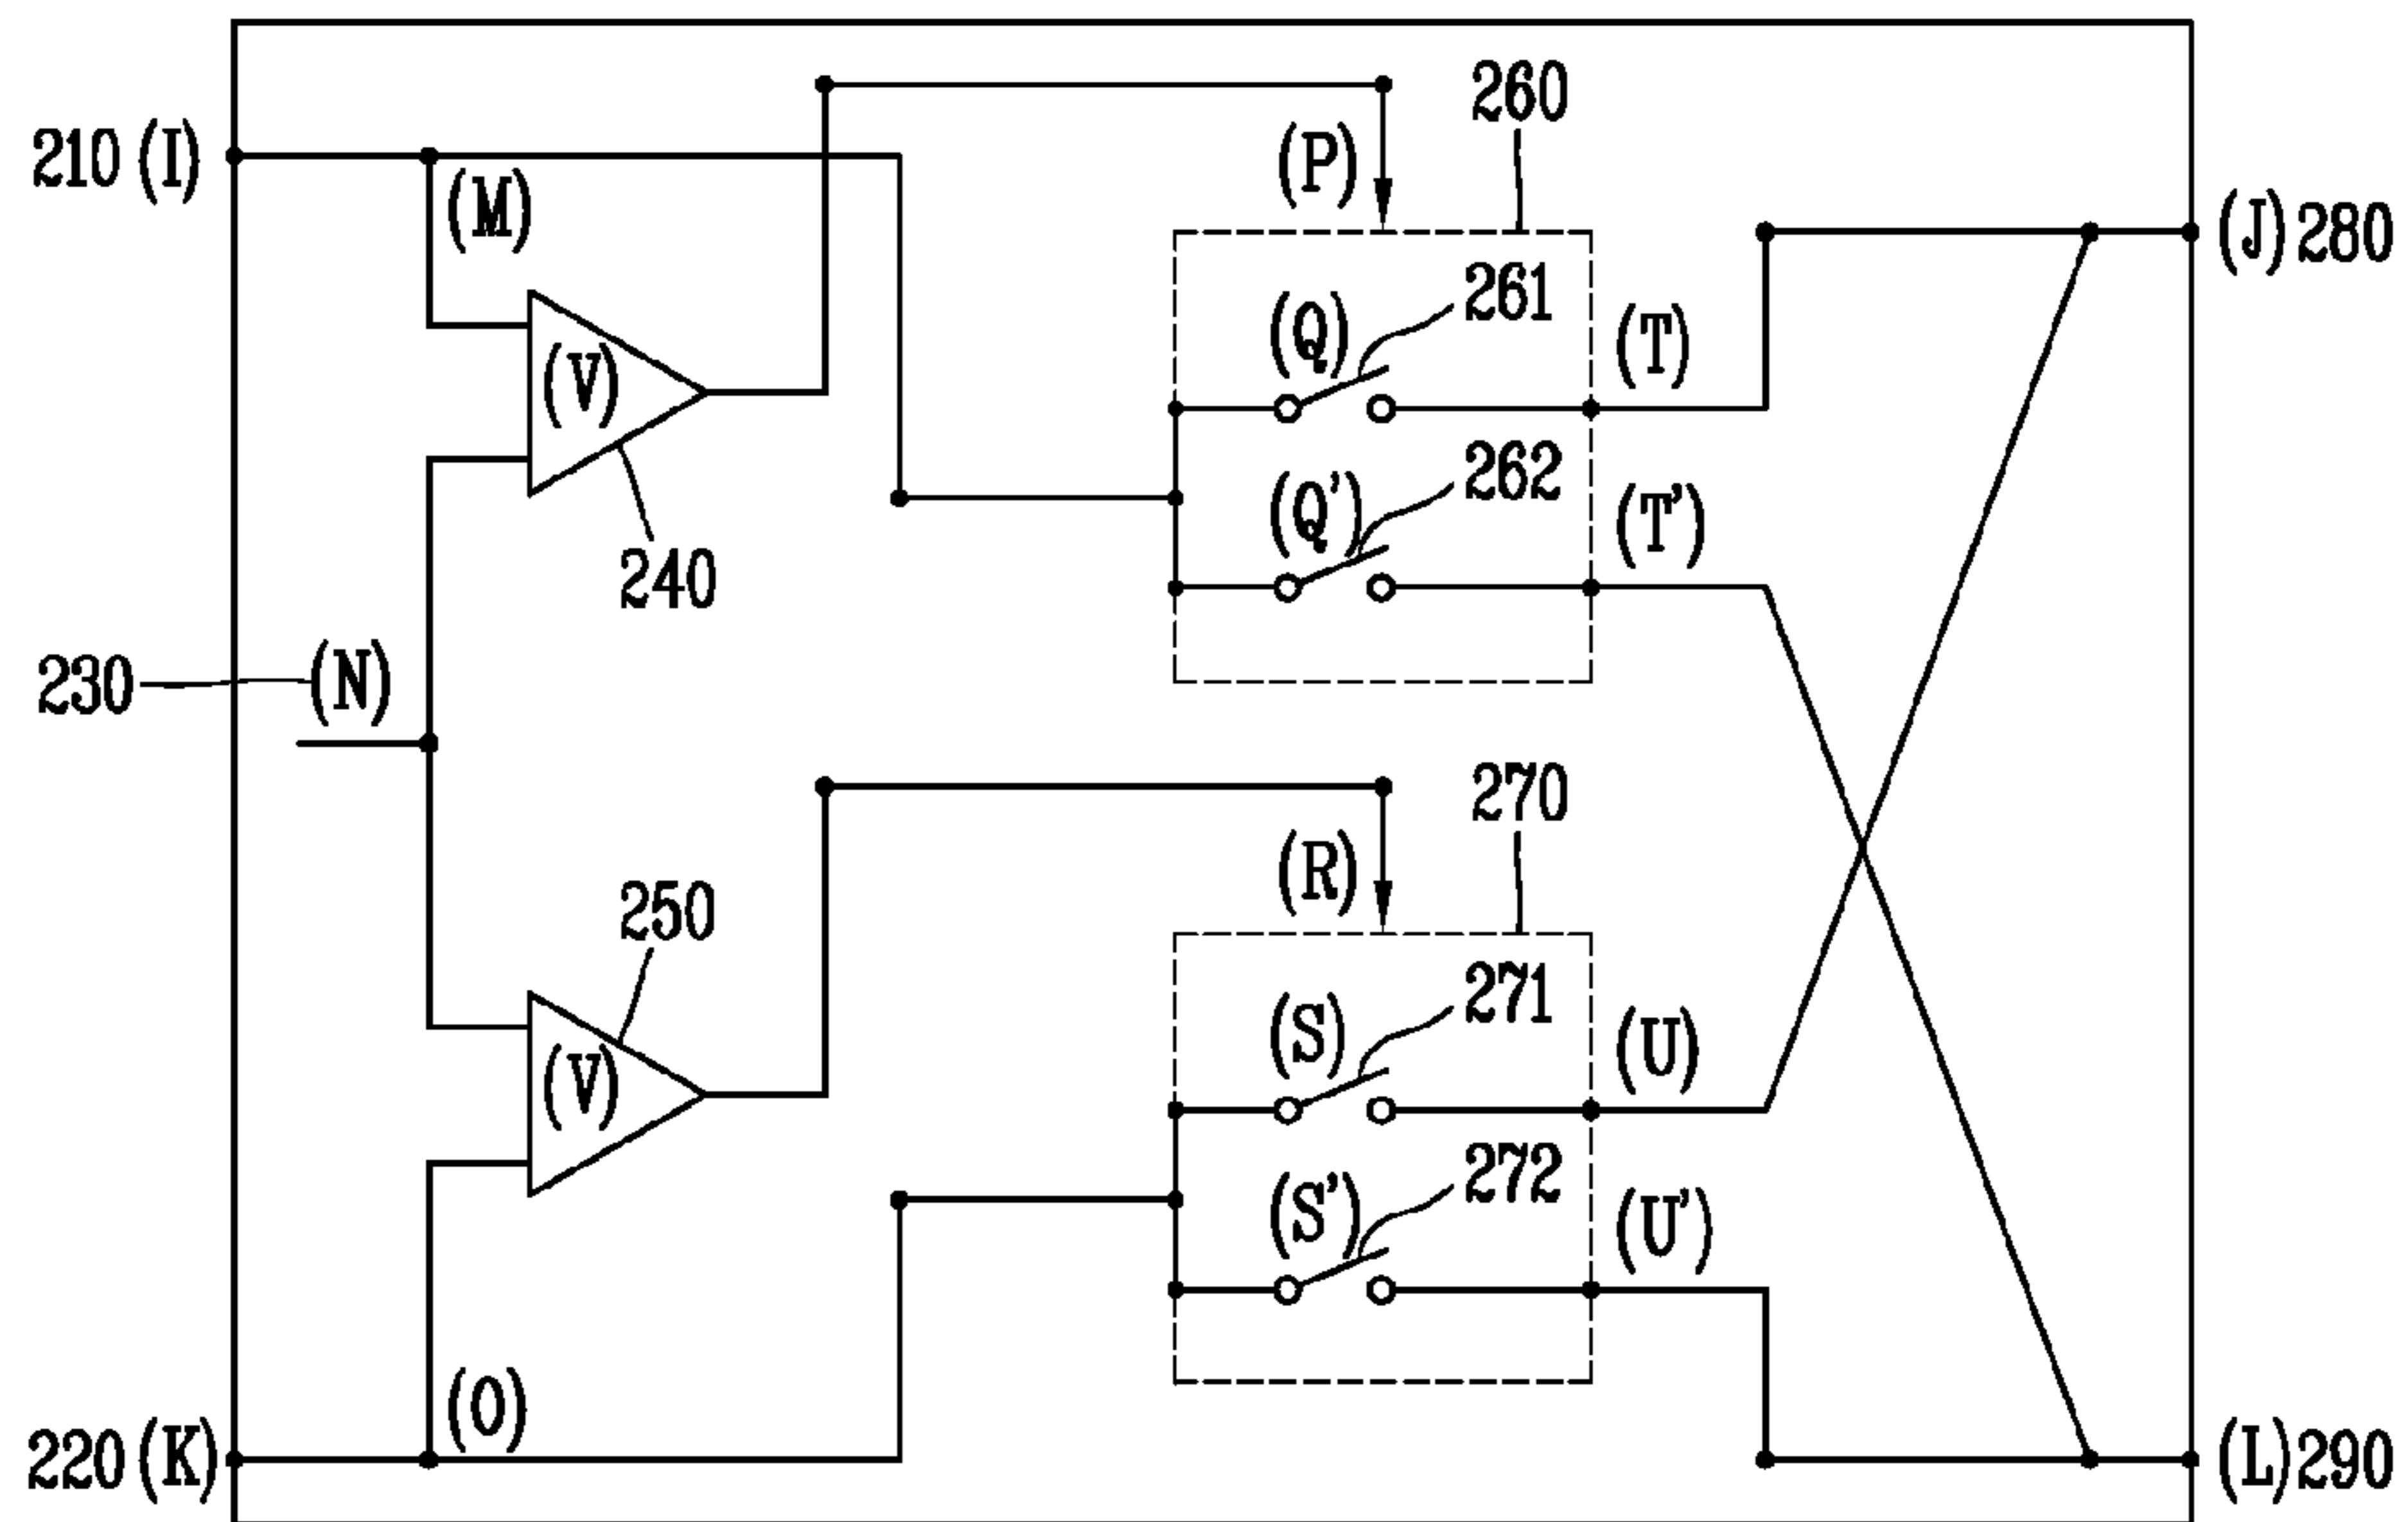 260
210 (I)
(P)
(M)
(J) 280
261
(Q)
(T)
(V)
262
(Q')
(T')
240
230
(N)
270
(R)
250
271
(S)
(U)
(V)
272
(S')
(U')
(O)
220 (K)
(L) 290